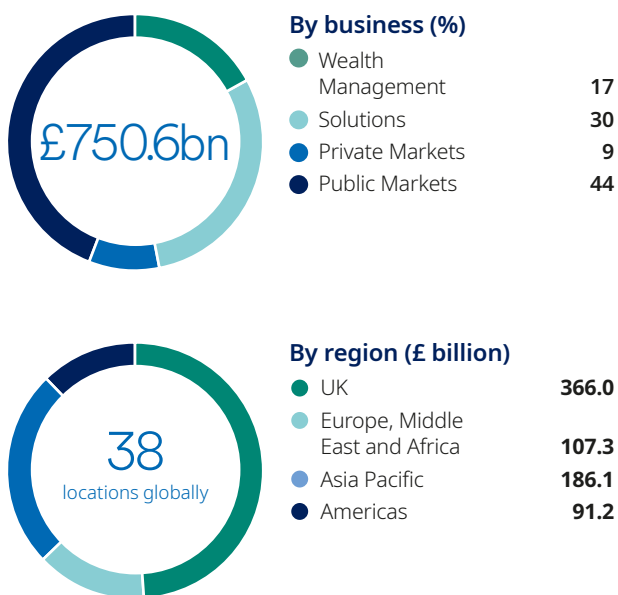 £750.6bn
By business (%)
Wealth
Management 17
Solutions 30
Private Markets 9
Public Markets 44
38
locations globally
By region (£ billion)
UK 366.0
Europe, Middle
East and Africa 107.3
Asia Pacific 186.1
Americas 91.2